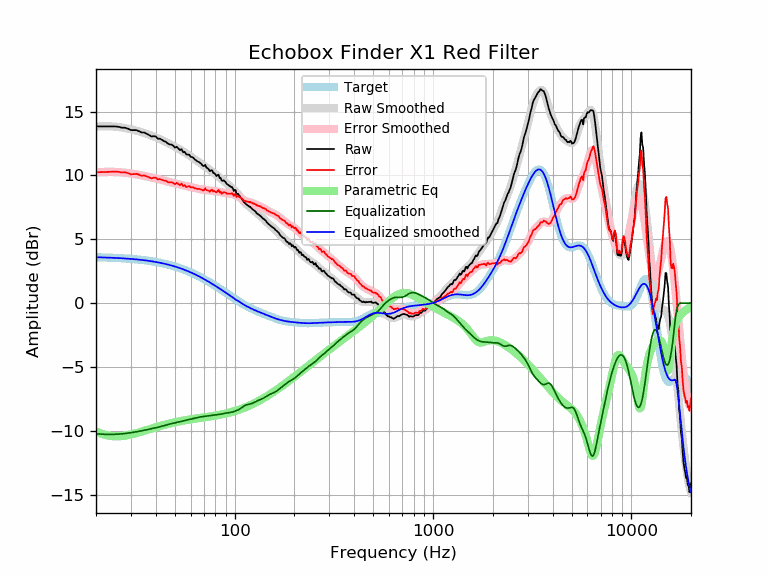 Echobox Finder X1 Red Filter
Target
Raw Smoothed
Error Smoothed
Raw
Error
Parametric Eq
Equalization
Equalized smoothed
Amplitude (dBr)
15
10
5
0
−5
−10
−15
100
1000
10000
Frequency (Hz)